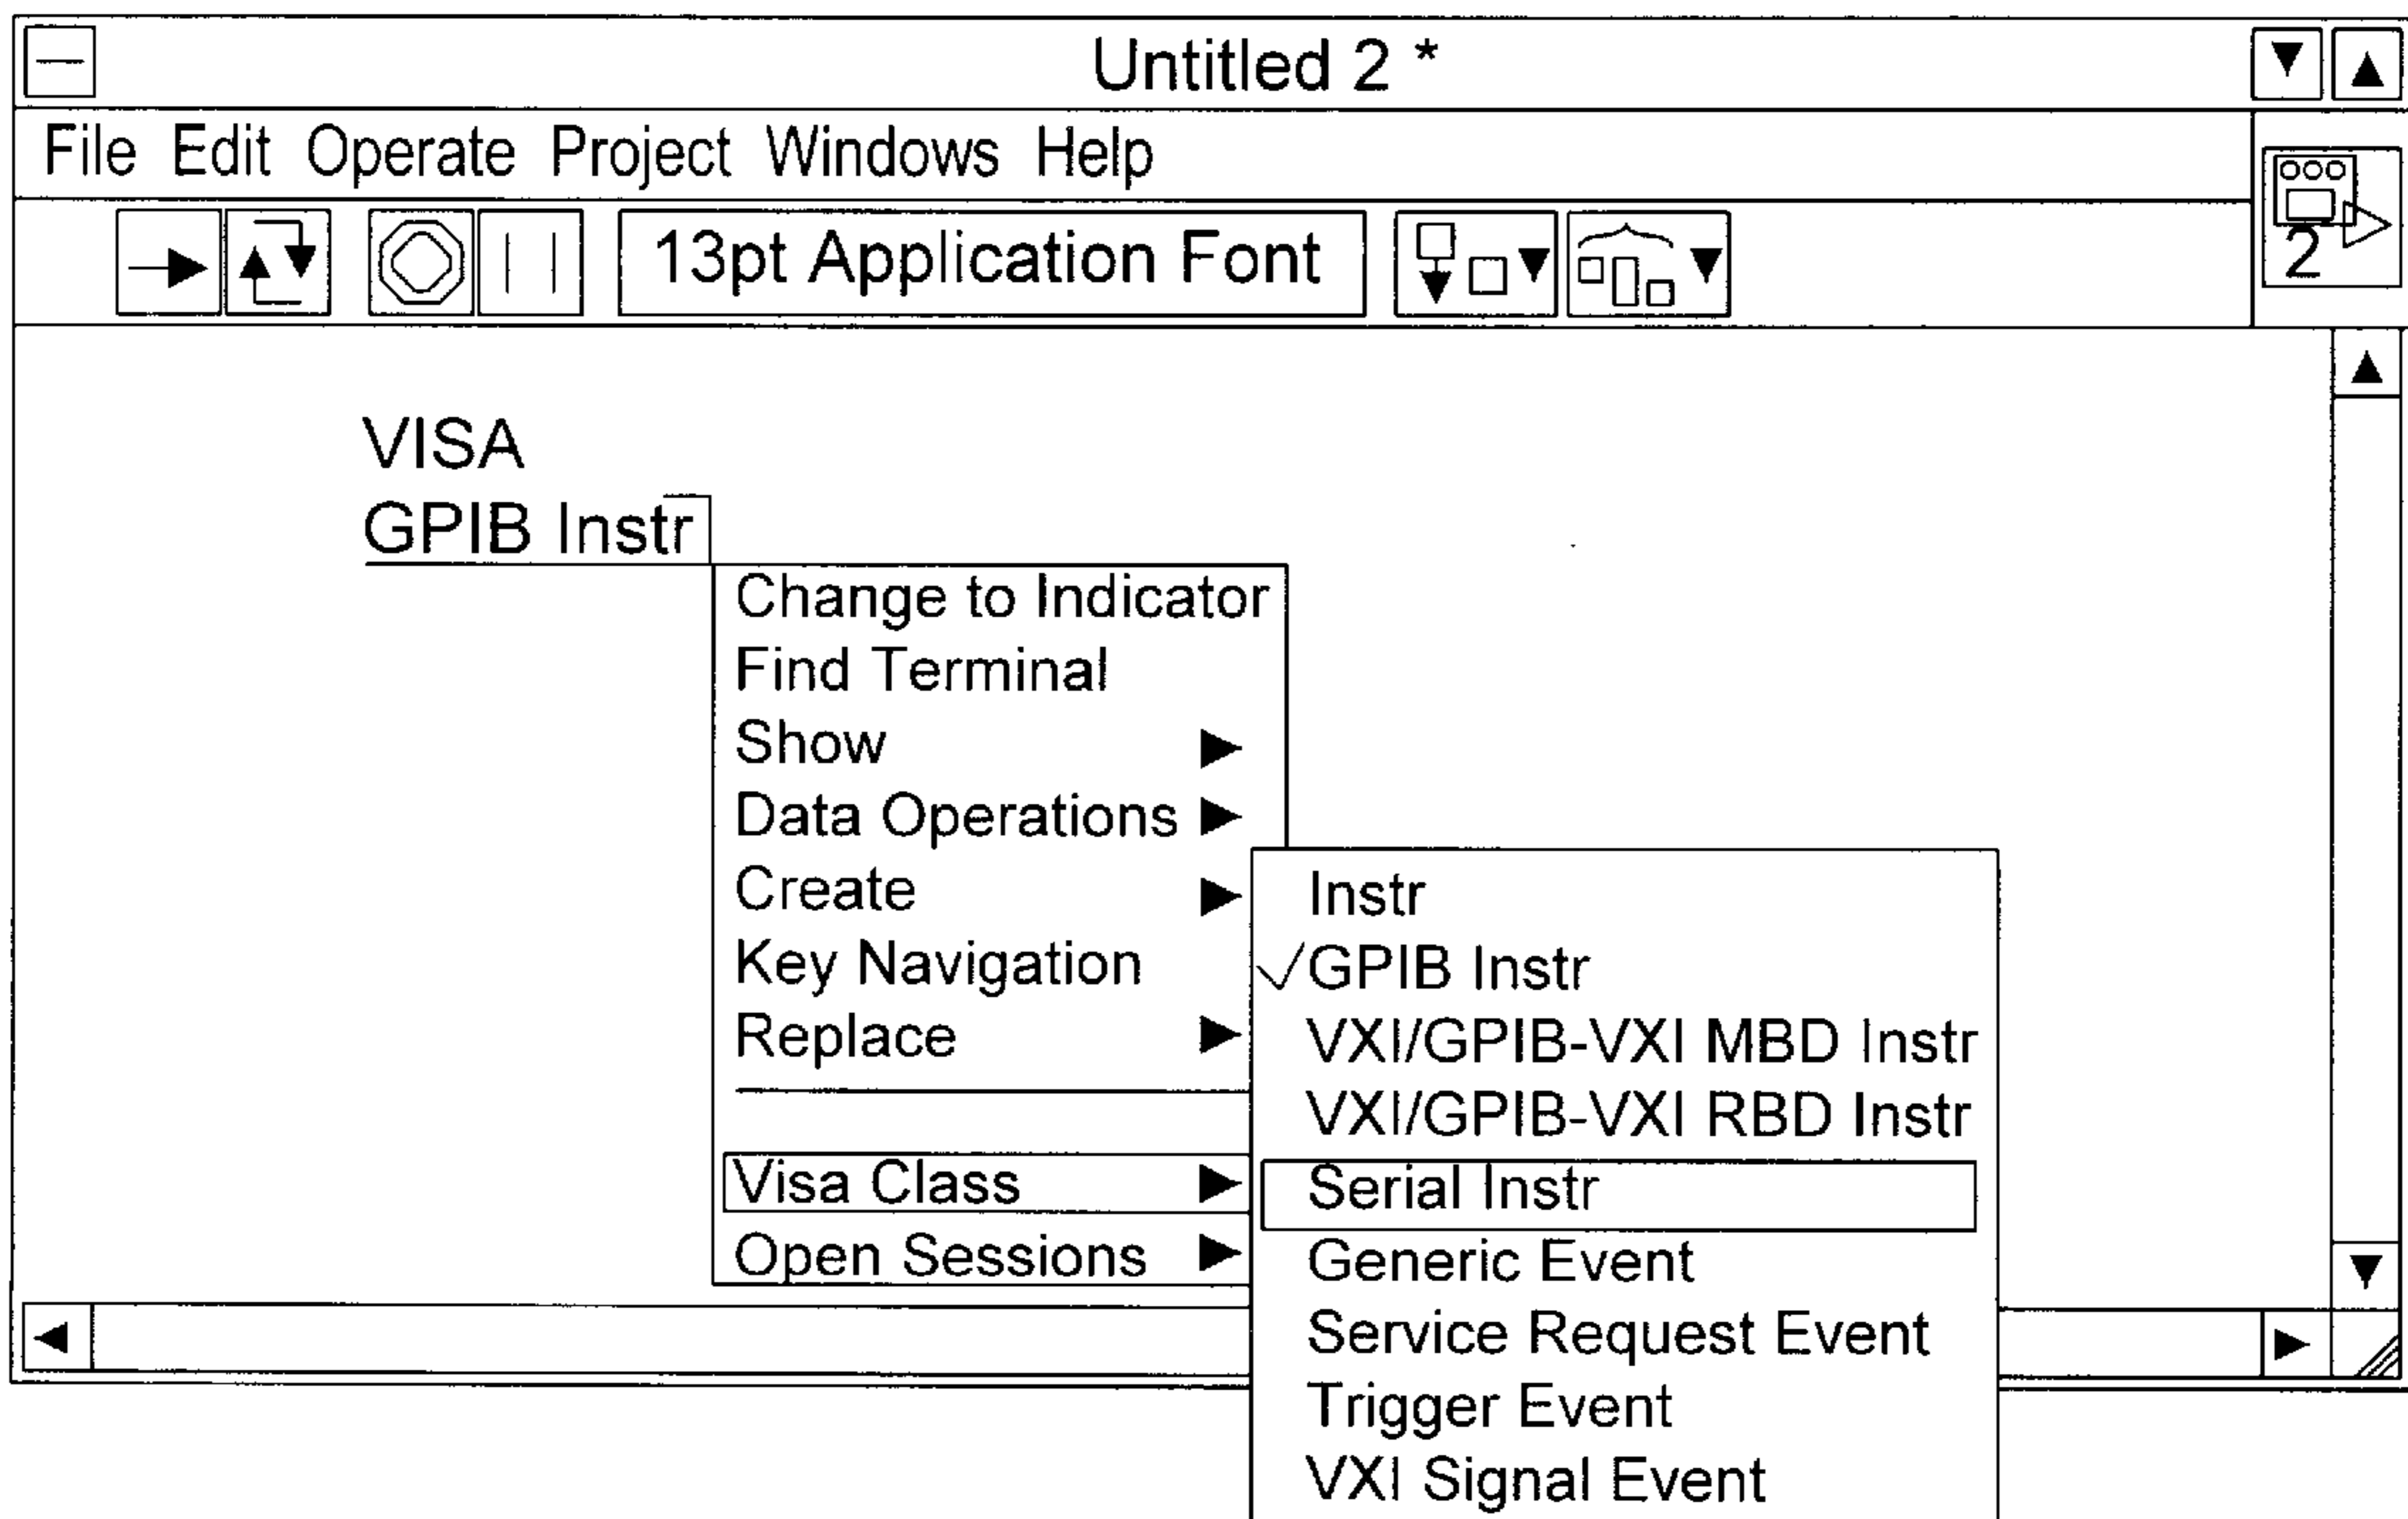 Untitled 2 *
File Edit Operate Project Windows Help
2
13pt Application Font
VISA
GPIB Instr
Change to Indicator
Find Terminal
Show
Data Operations
Create
Key Navigation
Replace
Visa Class
Open Sessions
Instr
GPIB Instr
VXI/GPIB-VXI MBD Instr
VXI/GPIB-VXI RBD Instr
Serial Instr
Generic Event
Service Request Event
Trigger Event
VXI Signal Event